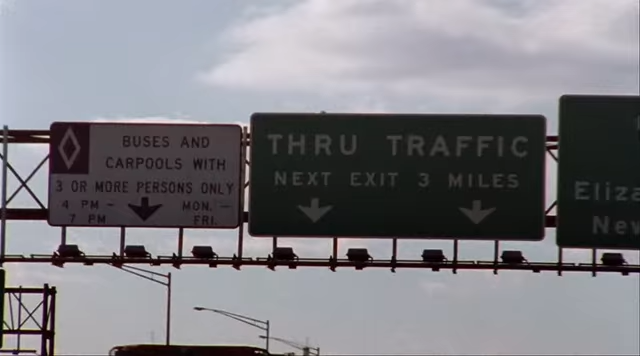 BUSES AND
CARPOOLS WITH
3 OR MORE PERSONS ONLY
4 PM - MON. -
7 PM FRI.
THRU TRAFFIC
NEXT EXIT 3 MILES
Eliza
New